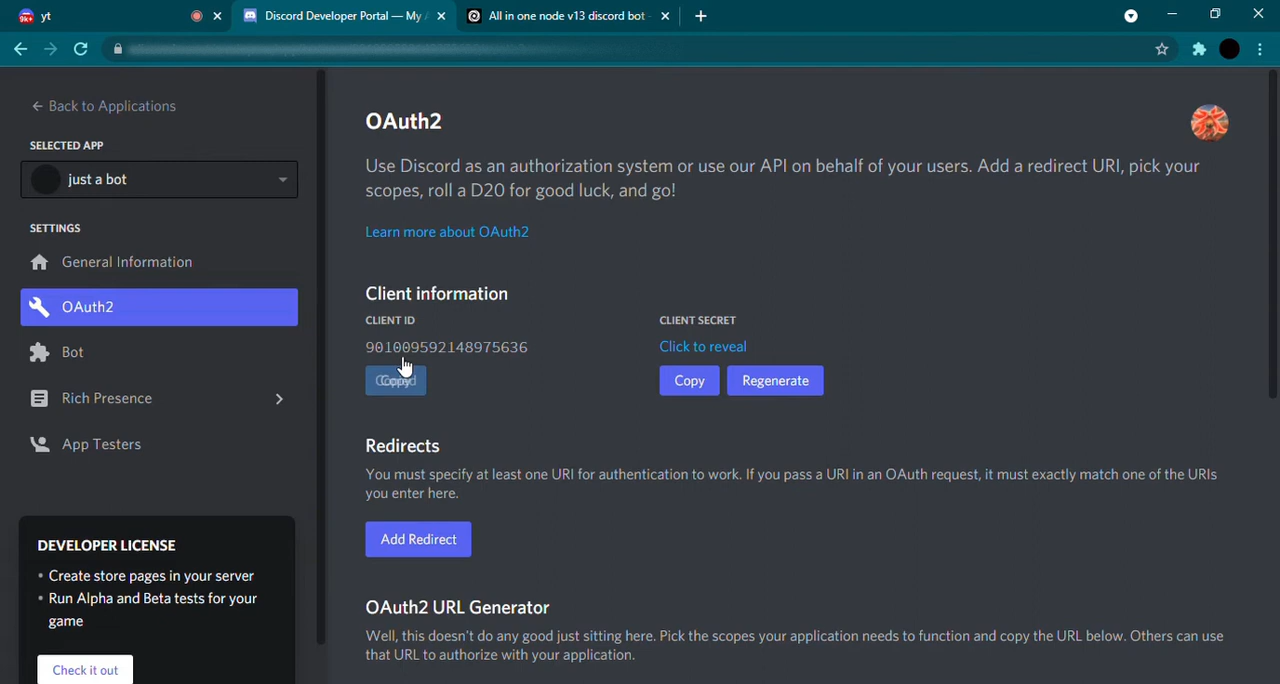 9k+ yt
Discord Developer Portal — My A
All in one node v13 discord bot -
← Back to Applications
SELECTED APP
just a bot
SETTINGS
General Information
OAuth2
Bot
Rich Presence
App Testers
DEVELOPER LICENSE
• Create store pages in your server
• Run Alpha and Beta tests for your
game
Check it out
OAuth2
Use Discord as an authorization system or use our API on behalf of your users. Add a redirect URI, pick your
scopes, roll a D20 for good luck, and go!
Learn more about OAuth2
Client information
CLIENT ID
901009592148975636
CLIENT SECRET
Click to reveal
Copy
Regenerate
Redirects
You must specify at least one URI for authentication to work. If you pass a URI in an OAuth request, it must exactly match one of the URIs
you enter here.
Add Redirect
OAuth2 URL Generator
Well, this doesn't do any good just sitting here. Pick the scopes your application needs to function and copy the URL below. Others can use
that URL to authorize with your application.